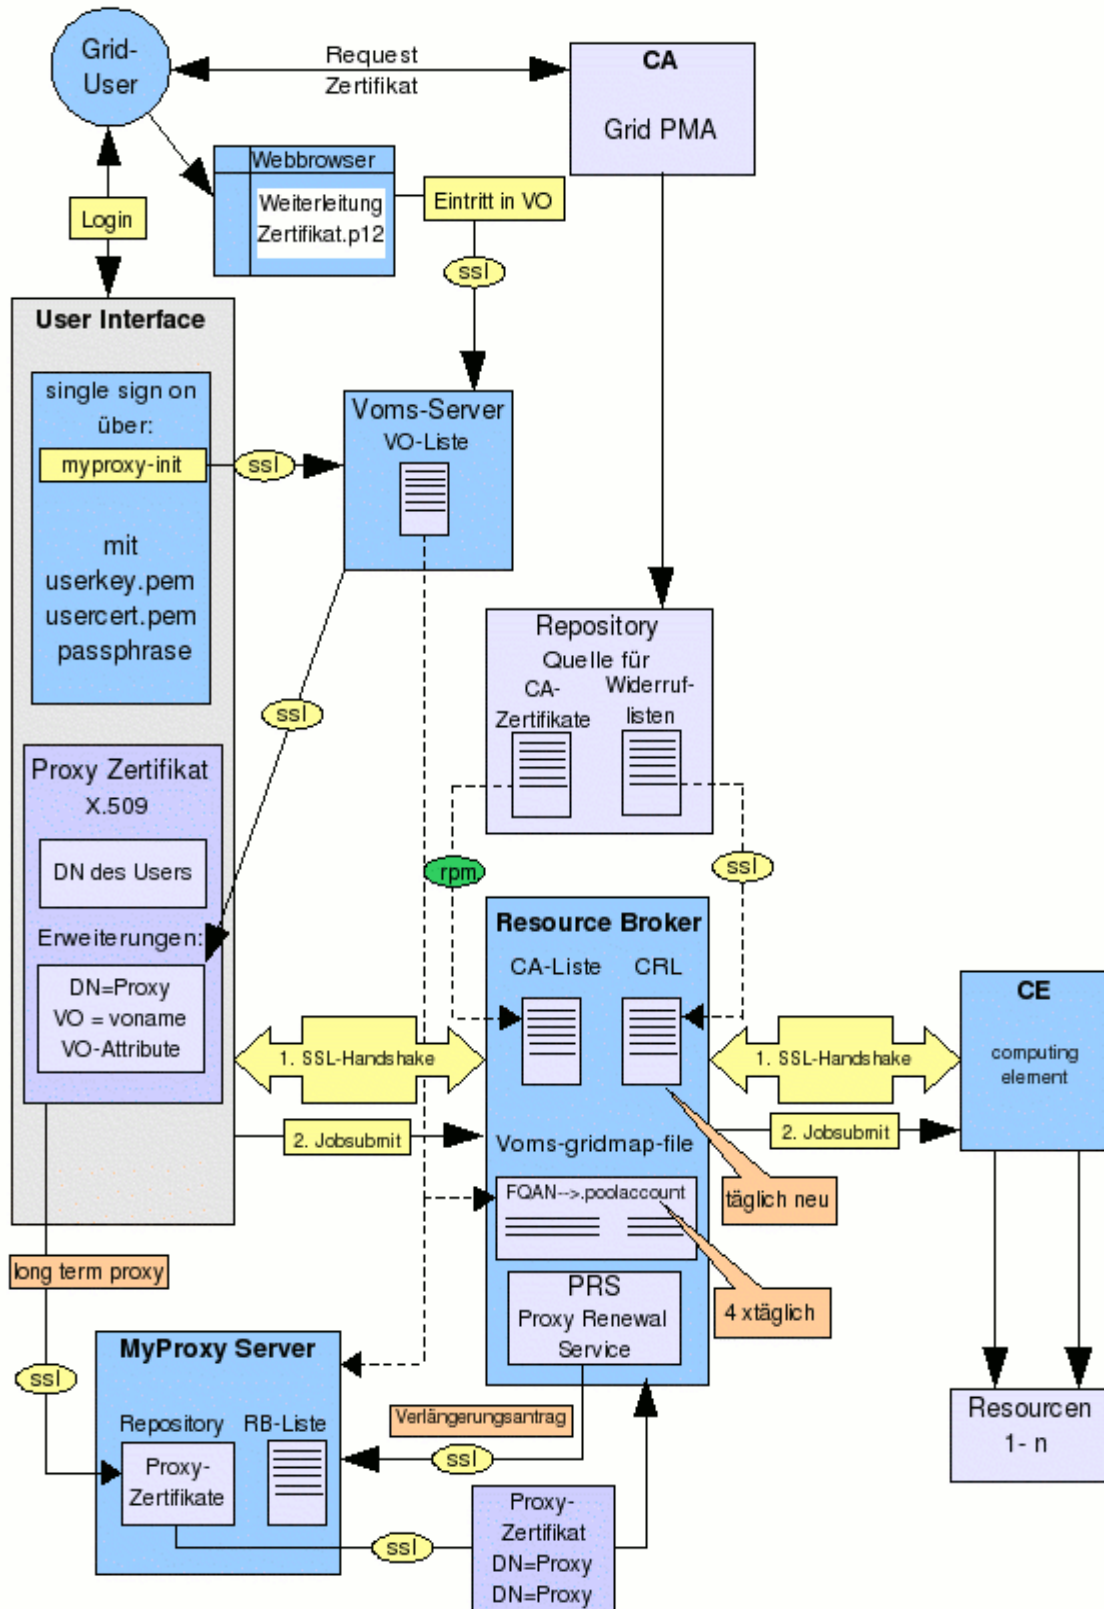 Grid-
User
Request
Zertifikat
CA
Grid PMA
Webbrowser
Weiterleitung
Zertifikat.p12
Eintritt in VO
Login
ssl
User Interface
single sign on
über:
myproxy-init
mit
userkey.pem
usercert.pem
passphrase
ssl
Voms-Server
VO-Liste
ssl
Repository
Quelle für
CA-
Zertifikate
Widerruf-
listen
Proxy Zertifikat
X.509
DN des Users
Erweiterungen:
DN=Proxy
VO = voname
VO-Attribute
rpm
ssl
Resource Broker
CA-Liste
CRL
1. SSL-Handshake
1. SSL-Handshake
CE
computing
element
2. Jobsubmit
2. Jobsubmit
Voms-gridmap-file
FQAN-->.poolaccount
täglich neu
4 xtäglich
PRS
Proxy Renewal
Service
long term proxy
ssl
MyProxy Server
Repository
RB-Liste
Proxy-
Zertifikate
Verlängerungsantrag
ssl
ssl
Proxy-
Zertifikat
DN=Proxy
DN=Proxy
Resourcen
1- n